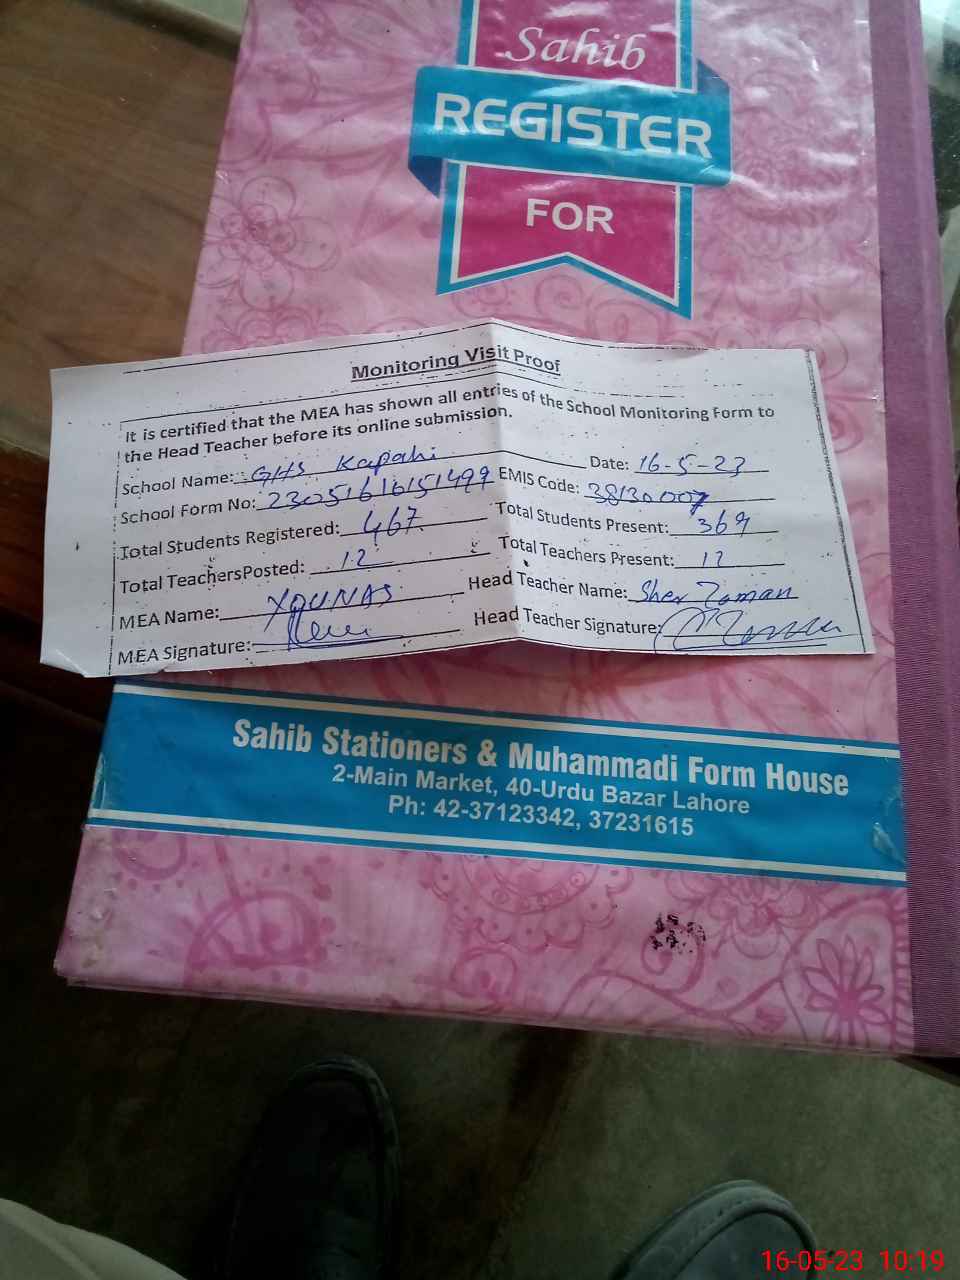 Sahib
REGISTER
FOR
Monitoring Visit Proof
It is certified that the MEA has shown all entries of the School Monitoring Form to
the Head Teacher before its online submission.
School Name: GHS Kapahi Date: 16-5-23
School Form No: 23051610151499 EMIS Code: 38130007
Total Students Registered: 467 Total Students Present: 369
Total TeachersPosted: 12 Total Teachers Present: 12
MEA Name: YOUNAS Head Teacher Name: Sher Zaman
MEA Signature: Head Teacher Signature:
Sahib Stationers & Muhammadi Form House
2-Main Market, 40-Urdu Bazar Lahore
Ph: 42-37123342, 37231615
16-05-23 10:19